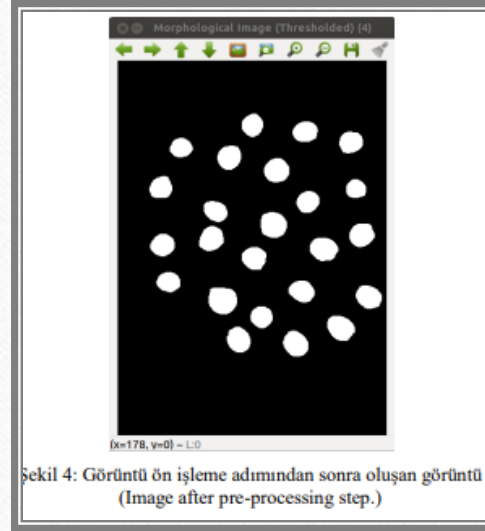 Morphological Image (Thresholded) (4)
(x=178, y=0) ~ L:0
Şekil 4: Görüntü ön işleme adımından sonra oluşan görüntü
(Image after pre-processing step.)